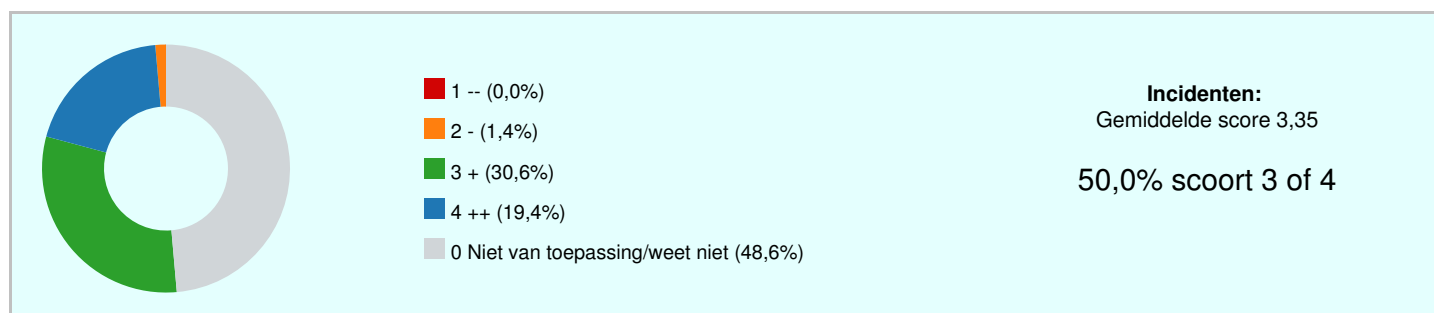 1 -- (0,0%)
2 - (1,4%)
3 + (30,6%)
4 ++ (19,4%)
0 Niet van toepassing/weet niet (48,6%)
Incidenten:
Gemiddelde score 3,35
50,0% scoort 3 of 4